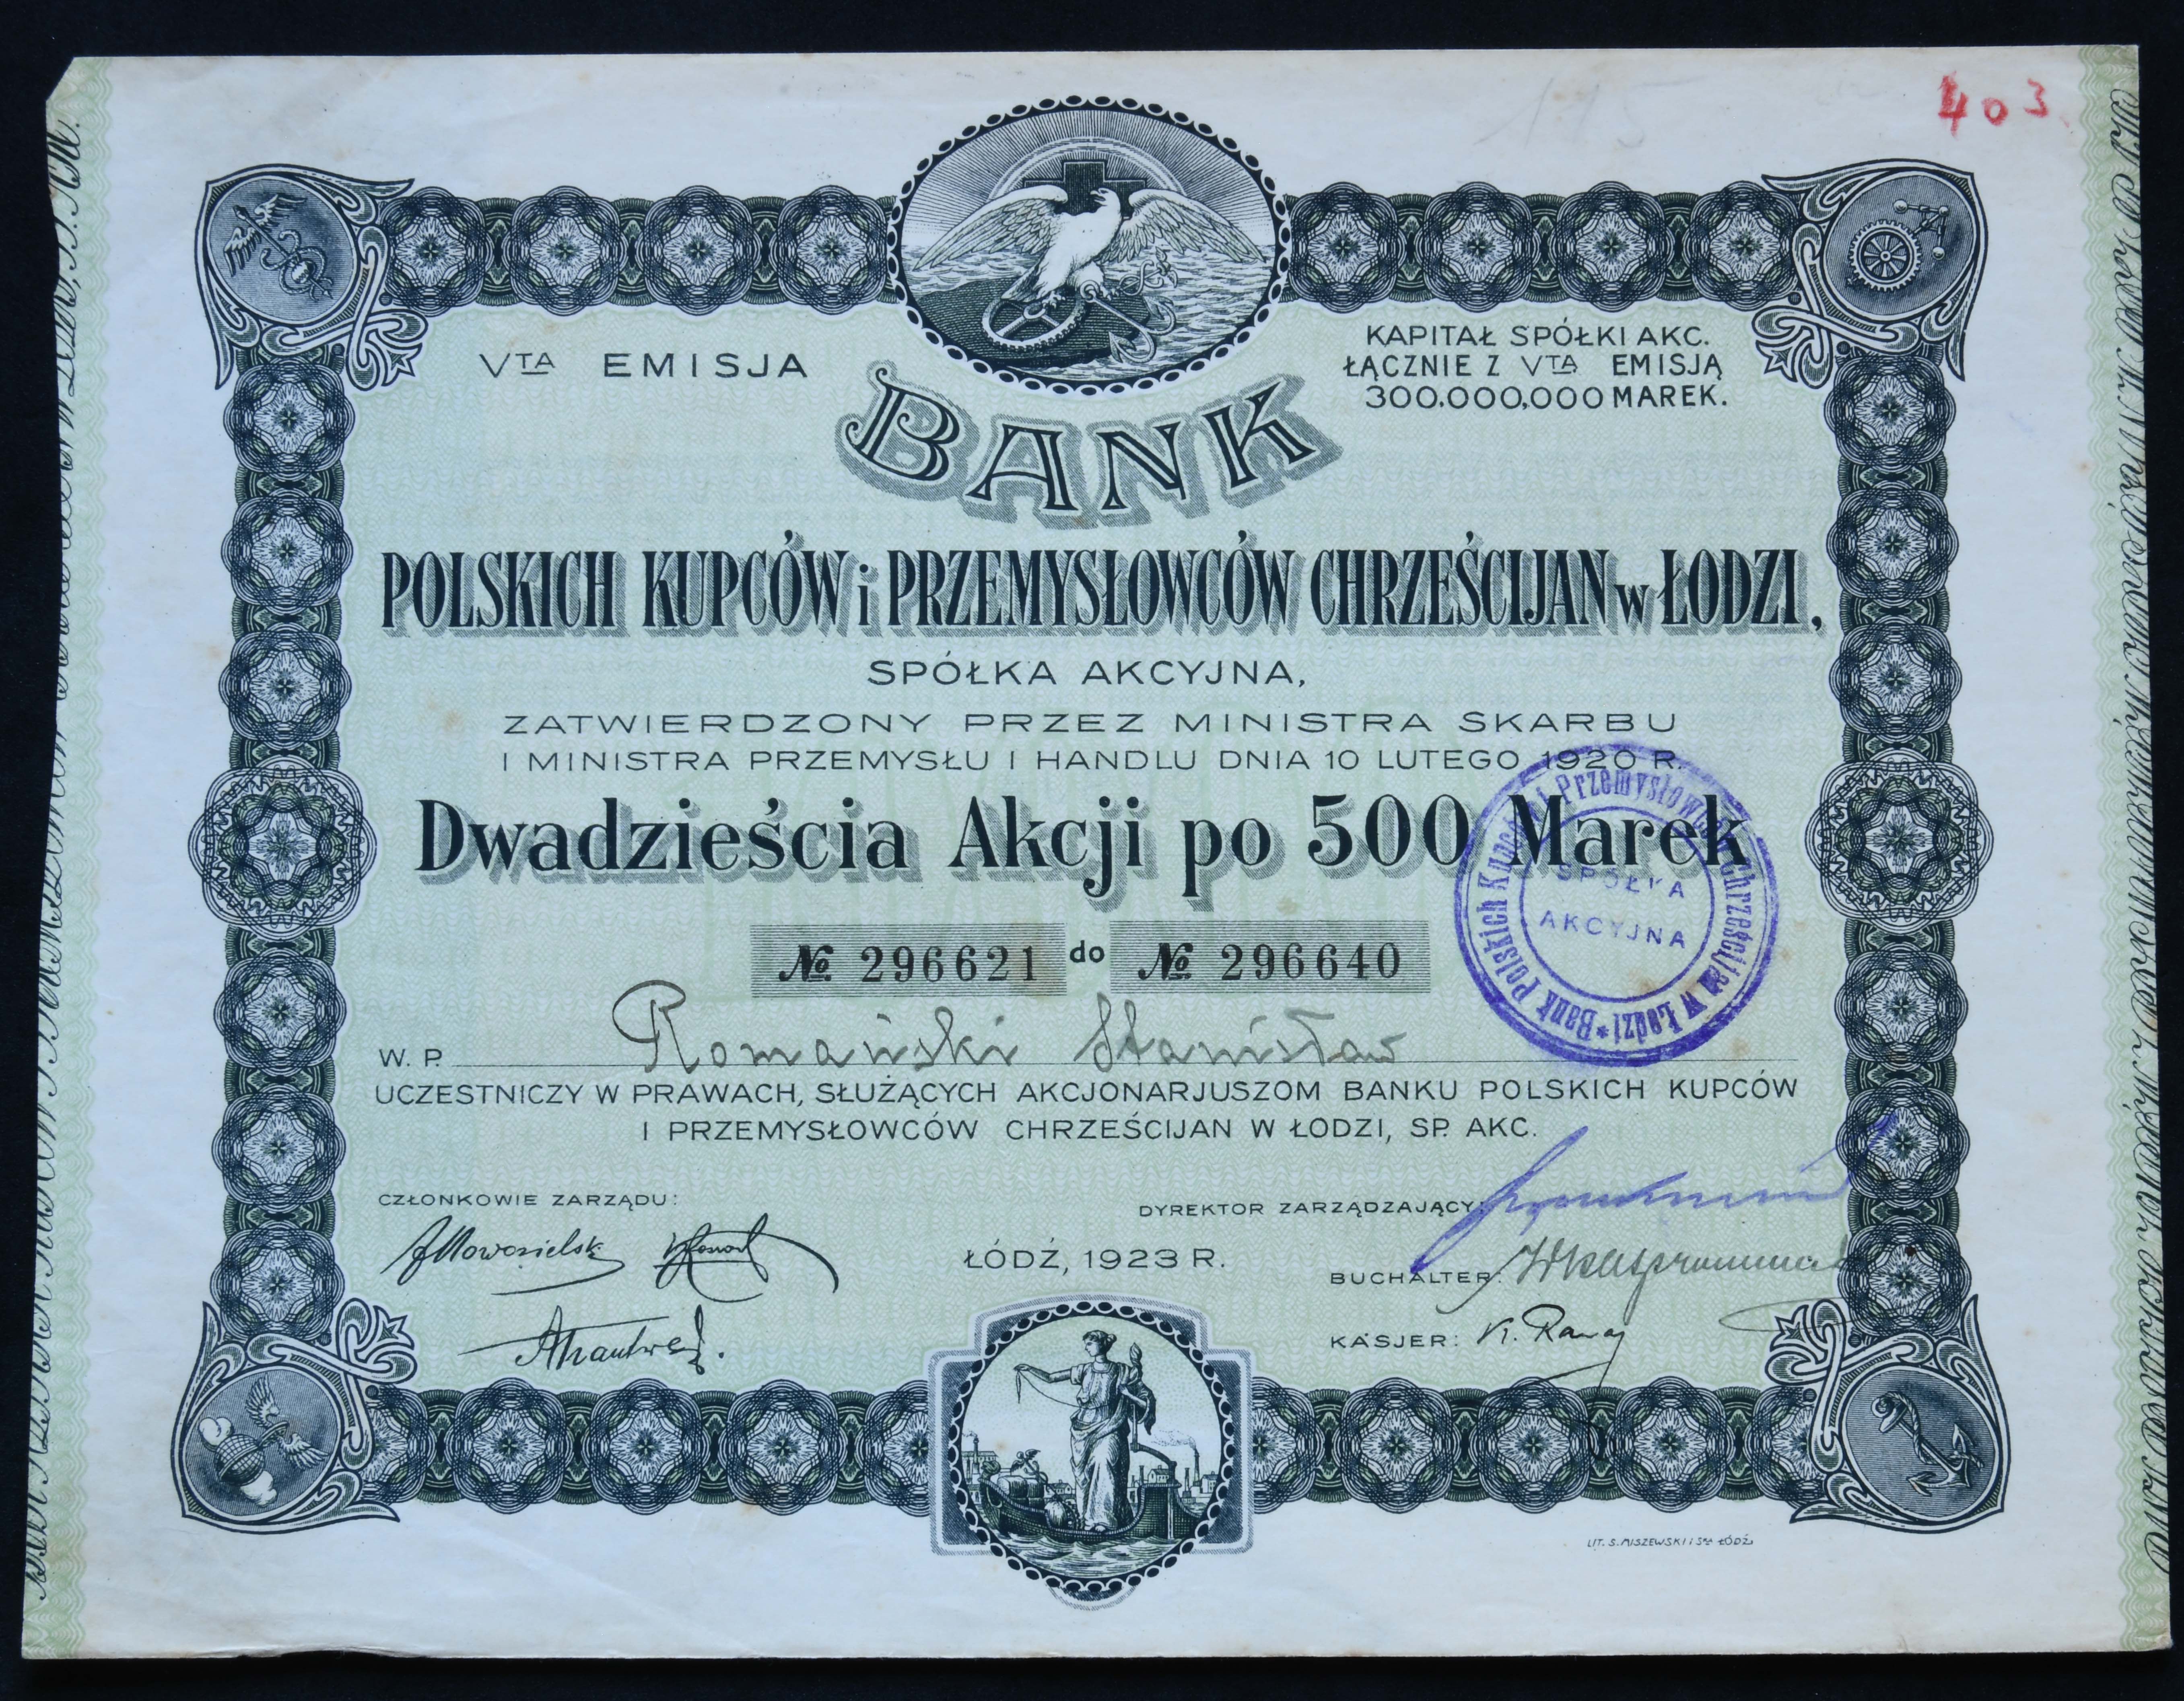 403
115
Vta EMISJA
KAPITAŁ SPÓŁKI AKC.
ŁĄCZNIE Z Vta EMISJĄ
300.000,000 MAREK.
BANK
POLSKICH KUPCÓW i PRZEMYSŁOWCÓW CHRZEŚCIJAN w ŁODZI,
SPÓŁKA AKCYJNA,
ZATWIERDZONY PRZEZ MINISTRA SKARBU
I MINISTRA PRZEMYSŁU I HANDLU DNIA 10 LUTEGO 1920 R.
Dwadzieścia Akcji po 500 Marek
№ 296621 do № 296640
Bank Polskich Kupców i Przemysłowców Chrześcijan w Łodzi *
SPÓŁKA
AKCYJNA
W. P. Romański Stanisław
UCZESTNICZY W PRAWACH, SŁUŻĄCYCH AKCJONARJUSZOM BANKU POLSKICH KUPCÓW
I PRZEMYSŁOWCÓW CHRZEŚCIJAN W ŁODZI, SP. AKC.
CZŁONKOWIE ZARZĄDU:
DYREKTOR ZARZĄDZAJĄCY:
ŁÓDŹ, 1923 R.
BUCHALTER:
KASJER:
LIT. S. MISZEWSKI I Ska ŁÓDŹ